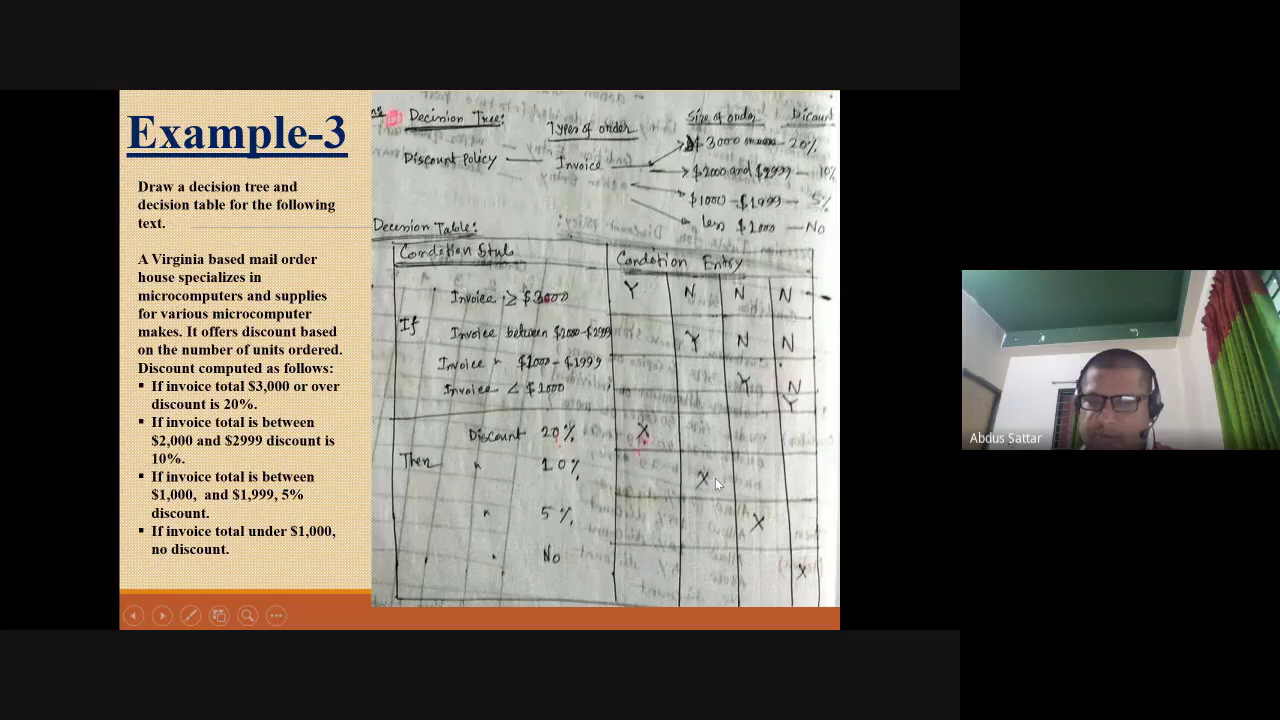 Example-3
Draw a decision tree and
decision table for the following
text.
A Virginia based mail order
house specializes in
microcomputers and supplies
for various microcomputer
makes. It offers discount based
on the number of units ordered.
Discount computed as follows:
▪ If invoice total $3,000 or over
discount is 20%.
▪ If invoice total is between
$2,000 and $2999 discount is
10%.
▪ If invoice total is between
$1,000, and $1,999, 5%
discount.
▪ If invoice total under $1,000,
no discount.
Decision Tree:
Types of order
Size of order
Discount
Discount Policy — Invoice
$3000 — 20%
$2000 and $2999 — 10%
$1000 - $1999 — 5%
less $1000 — No
Decision Table:
Condition Stub
Condition Entry
Invoice ≥ $3000 Y N N N
If
Invoice between $2000-$2999 Y N N
Invoice " $1000 - $1999 Y N
Invoice < $1000 Y
Discount 20% X
Then " 10% X
" 5% X
" No X
Abdus Sattar